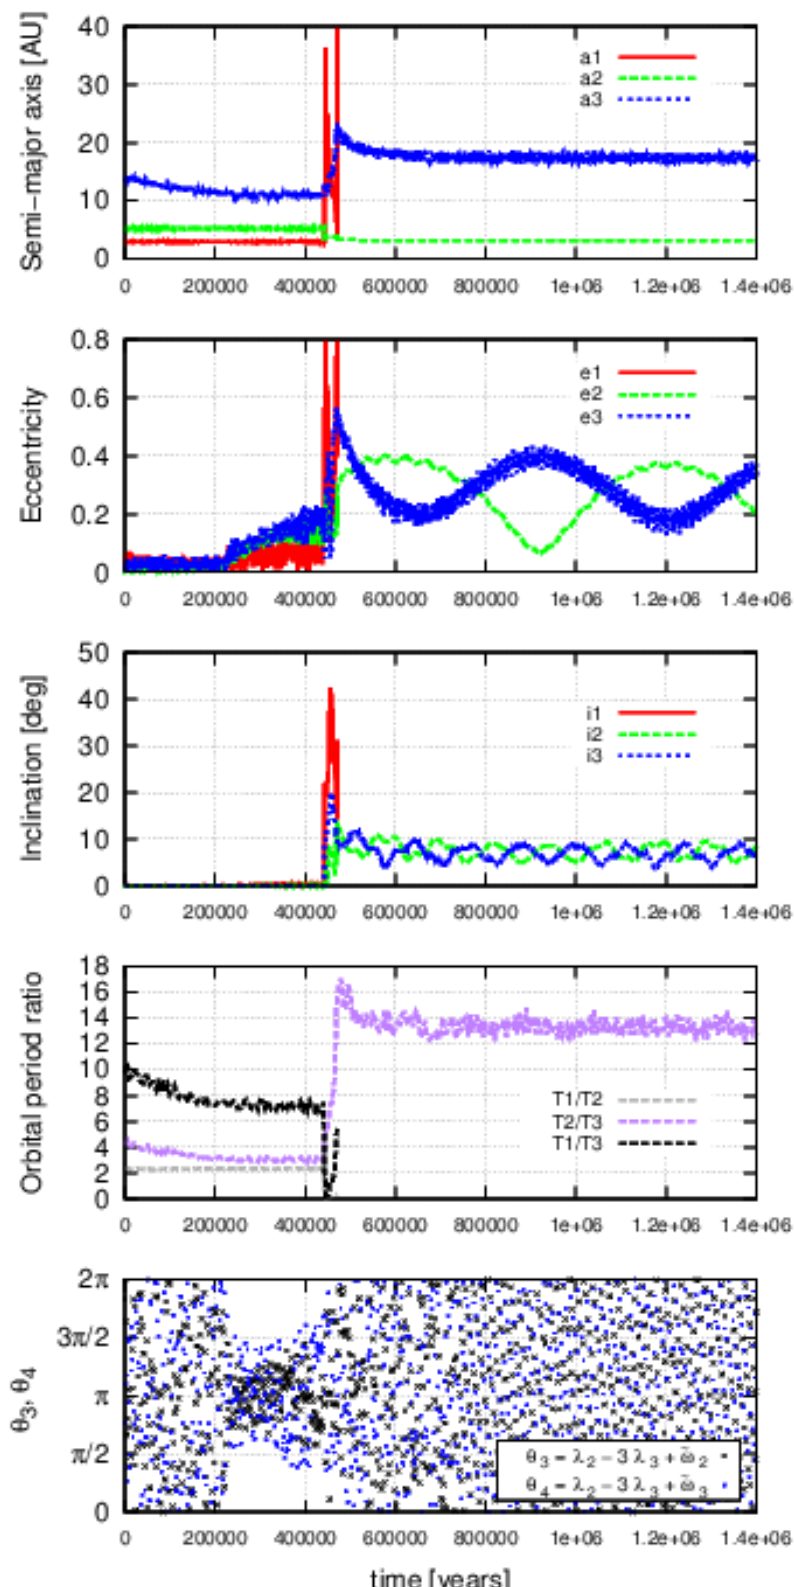 Semi-major axis [AU]
40
30
20
10
0
a1
a2
a3
0 200000 400000 600000 800000 1e+06 1.2e+06 1.4e+06
Eccentricity
0.8
0.6
0.4
0.2
0
e1
e2
e3
0 200000 400000 600000 800000 1e+06 1.2e+06 1.4e+06
Inclination [deg]
50
40
30
20
10
0
i1
i2
i3
0 200000 400000 600000 800000 1e+06 1.2e+06 1.4e+06
Orbital period ratio
18
16
14
12
10
8
6
4
2
0
T1/T2
T2/T3
T1/T3
0 200000 400000 600000 800000 1e+06 1.2e+06 1.4e+06
θ3, θ4
2π
3π/2
π
π/2
0
θ3 = λ2 − 3 λ3 + ω̃2
θ4 = λ2 − 3 λ3 + ω̃3
0 200000 400000 600000 800000 1e+06 1.2e+06 1.4e+06
time [years]